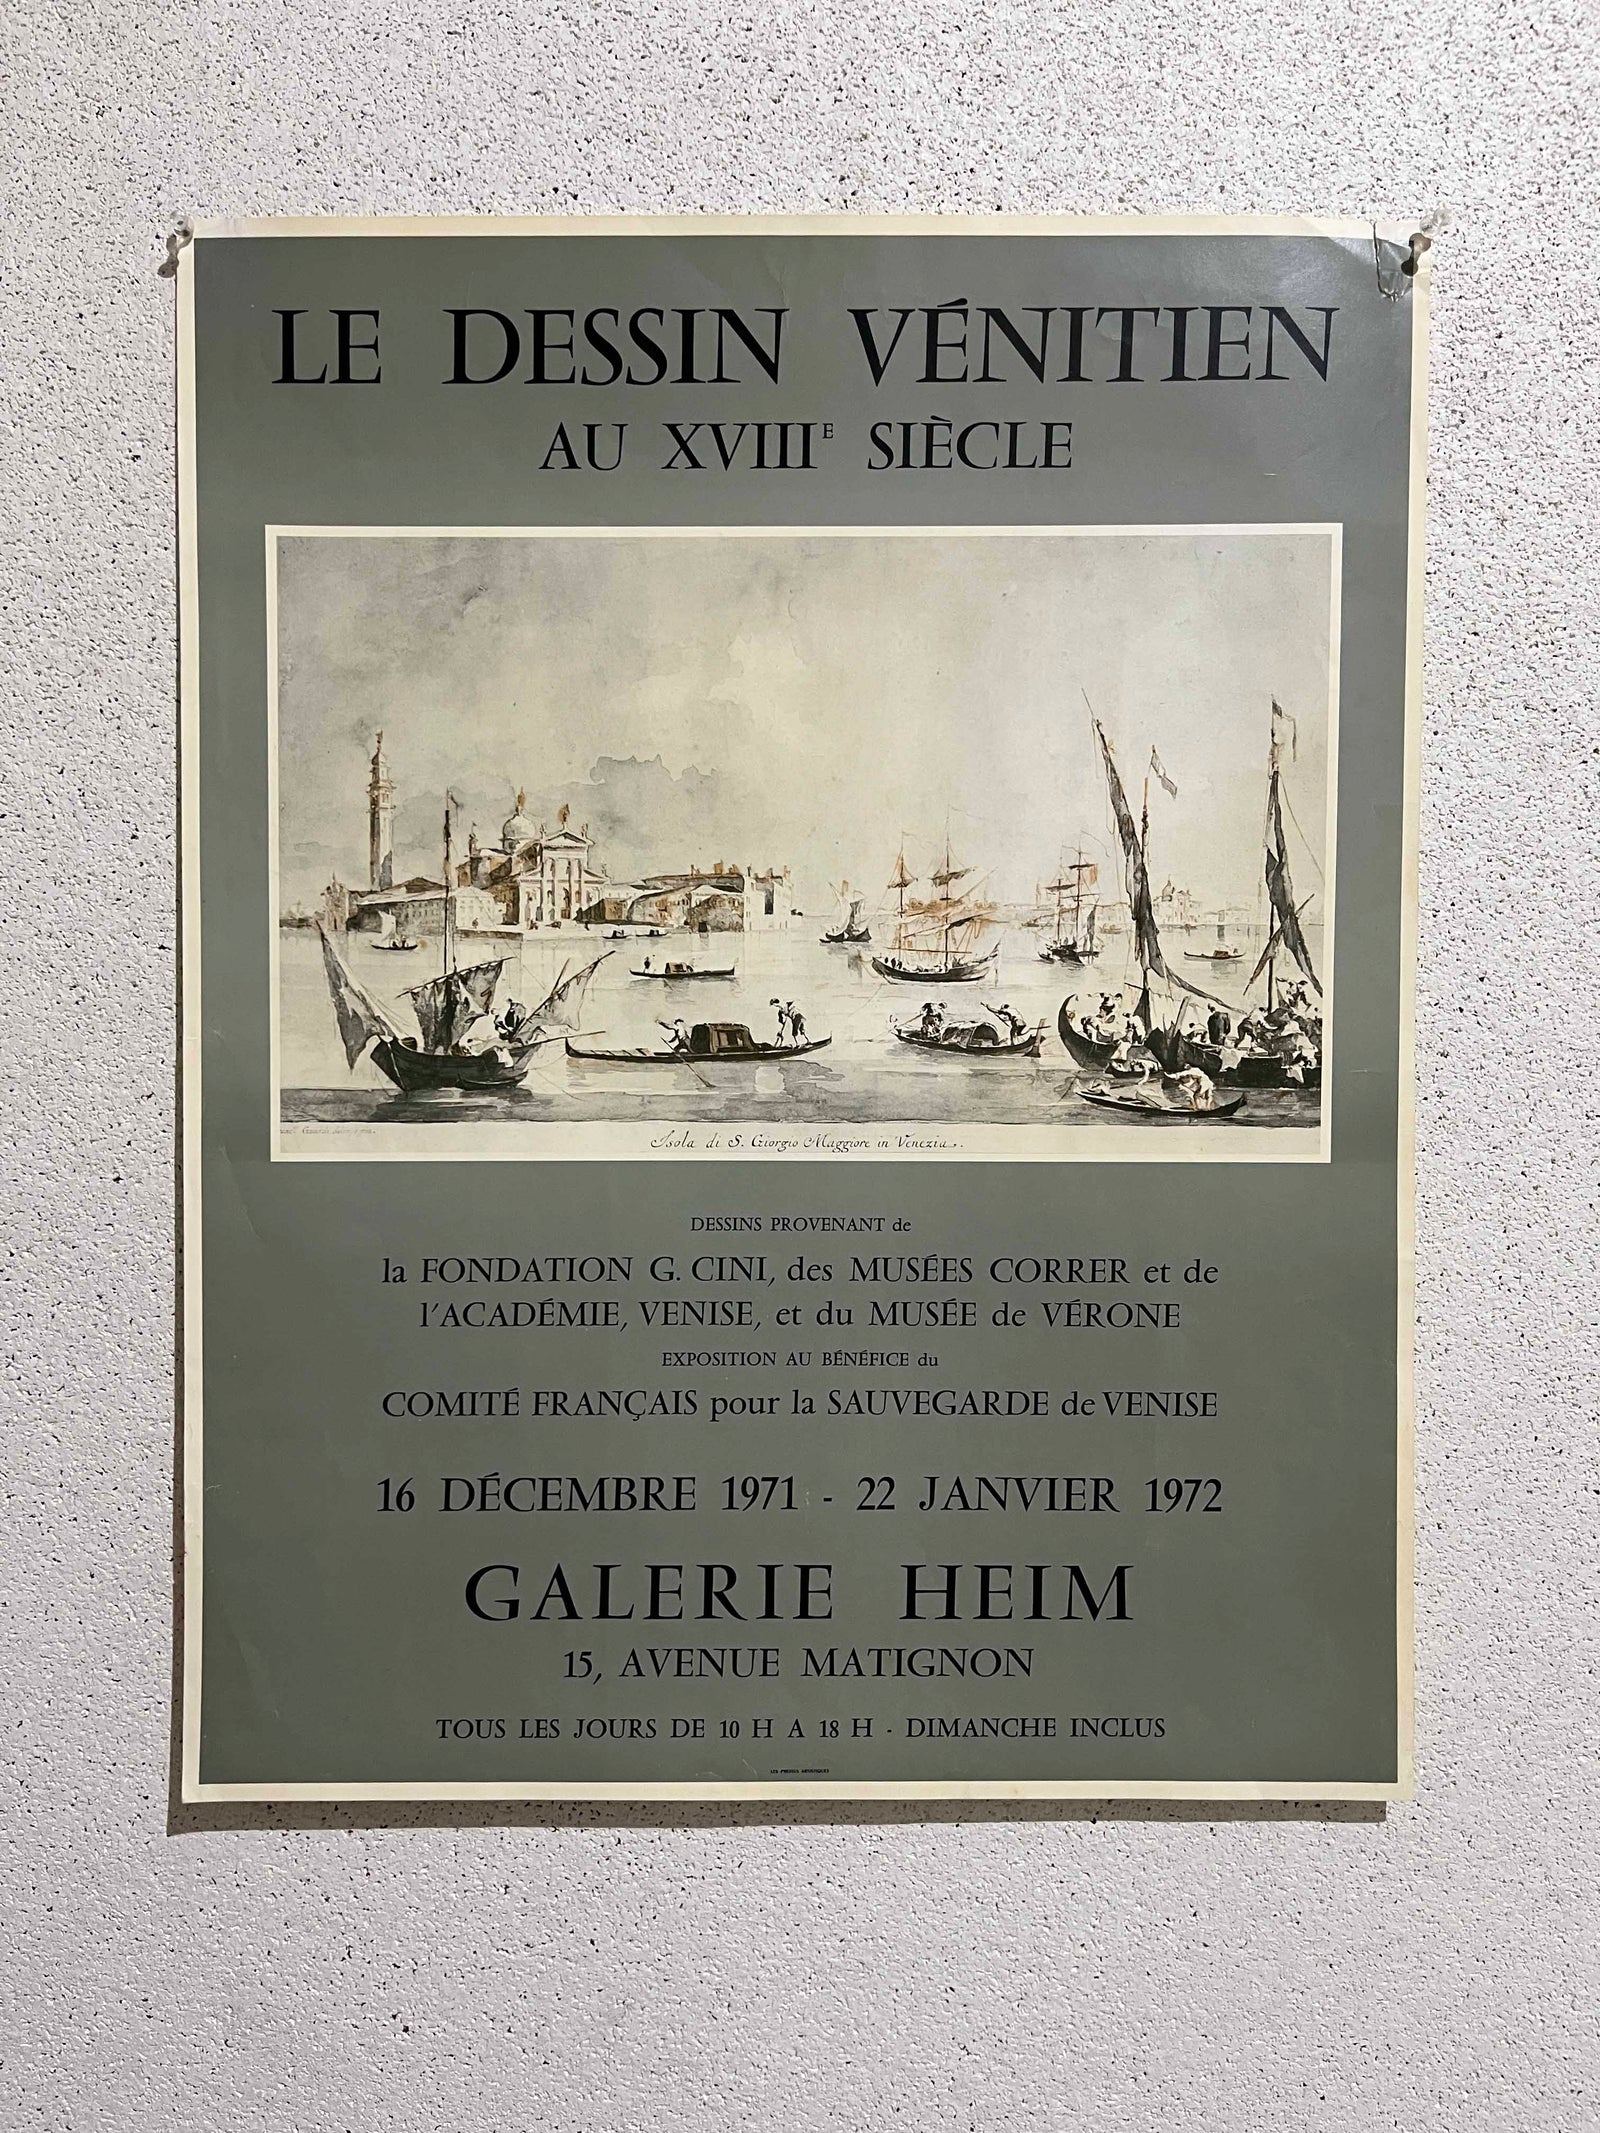 LE DESSIN VÉNITIEN
AU XVIIIE SIÈCLE
Isola di S. Giorgio Maggiore in Venezia.
DESSINS PROVENANT de
la FONDATION G. CINI, des MUSÉES CORRER et de
l'ACADÉMIE, VENISE, et du MUSÉE de VÉRONE
EXPOSITION AU BÉNÉFICE du
COMITÉ FRANÇAIS pour la SAUVEGARDE de VENISE
16 DÉCEMBRE 1971 - 22 JANVIER 1972
GALERIE HEIM
15, AVENUE MATIGNON
TOUS LES JOURS DE 10 H A 18 H - DIMANCHE INCLUS
LES PRESSES ARTISTIQUES